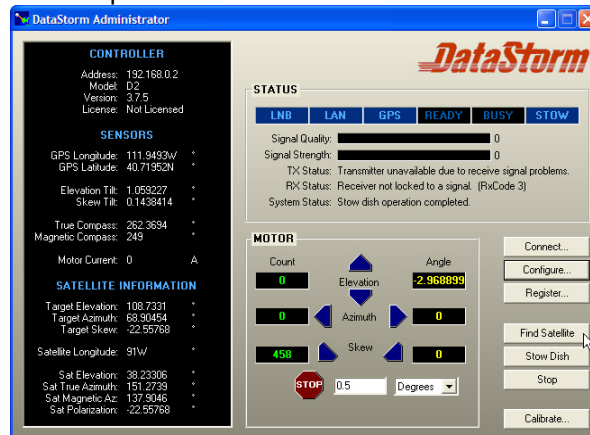 DataStorm Administrator
CONTROLLER
Address: 192.168.0.2
Model: D2
Version: 3.7.5
License: Not Licensed
SENSORS
GPS Longitude: 111.9493W °
GPS Latitude: 40.71952N °
Elevation Tilt: 1.059227 °
Skew Tilt: 0.1438414 °
True Compass: 262.3694 °
Magnetic Compass: 249 °
Motor Current: 0 A
SATELLITE INFORMATION
Target Elevation: 108.7331 °
Target Azimuth: 68.90454 °
Target Skew: -22.55768 °
Satellite Longitude: 91W °
Sat Elevation: 38.23306 °
Sat True Azimuth: 151.2739 °
Sat Magnetic Az: 137.9046 °
Sat Polarization: -22.55768 °
DataStorm
STATUS
LNB LAN GPS READY BUSY STOW
Signal Quality: 0
Signal Strength: 0
TX Status: Transmitter unavailable due to receive signal problems.
RX Status: Receiver not locked to a signal. (RxCode 3)
System Status: Stow dish operation completed.
MOTOR
Count Angle
0 Elevation -2.968899
0 Azimuth 0
458 Skew 0
STOP 0.5 Degrees
Connect...
Configure...
Register...
Find Satellite
Stow Dish
Stop
Calibrate...